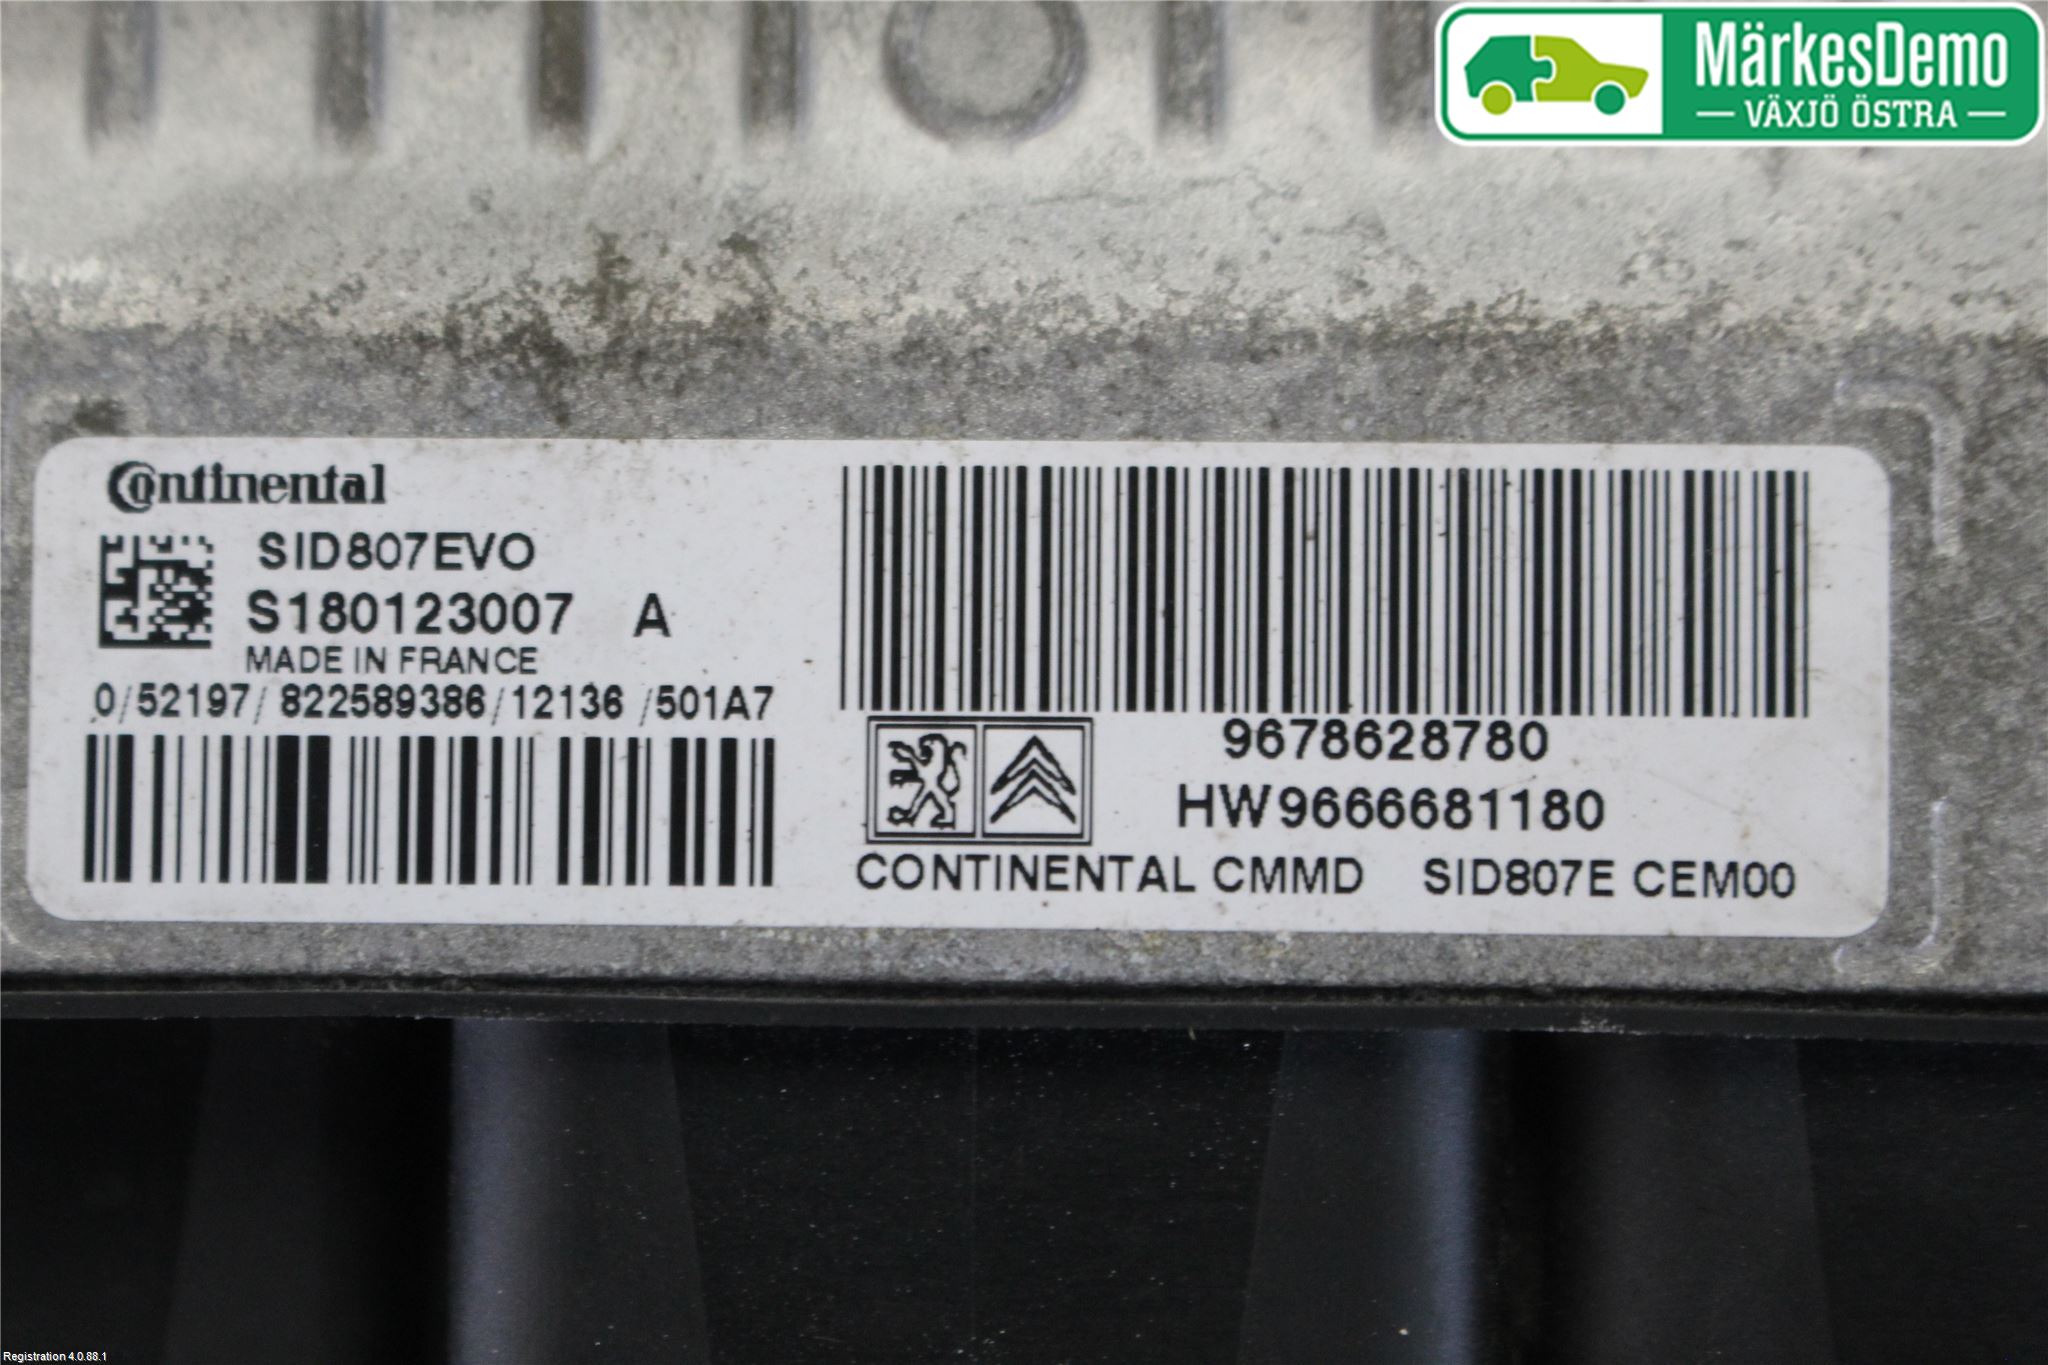 MärkesDemo
VÄXJÖ ÖSTRA
Continental
SID807EVO
S180123007 A
MADE IN FRANCE
0/52197/822589386/12136 /501A7
9678628780
HW9666681180
CONTINENTAL CMMD SID807E CEM00
Registration 4.0.88.1